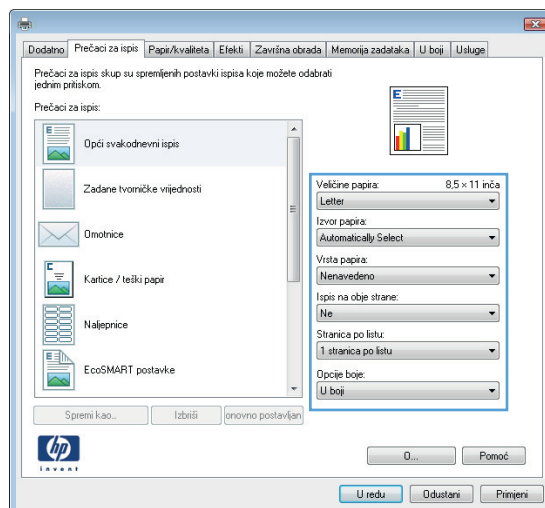 Dodatno Prečaci za ispis Papir/kvaliteta Efekti Završna obrada Memorija zadataka U boji Usluge
Prečaci za ispis skup su spremljenih postavki ispisa koje možete odabrati
jednim pritiskom.
Prečaci za ispis:
Opći svakodnevni ispis
Zadane tvorničke vrijednosti
Omotnice
Kartice / teški papir
Naljepnice
EcoSMART postavke
Spremi kao... Izbriši onovno postavljan
E
Veličine papira: 8,5 × 11 inča
Letter
Izvor papira:
Automatically Select
Vrsta papira:
Nenavedeno
Ispis na obje strane:
Ne
Stranica po listu:
1 stranica po listu
Opcije boje:
U boji
hp
invent
O... Pomoć
U redu Odustani Primjeni